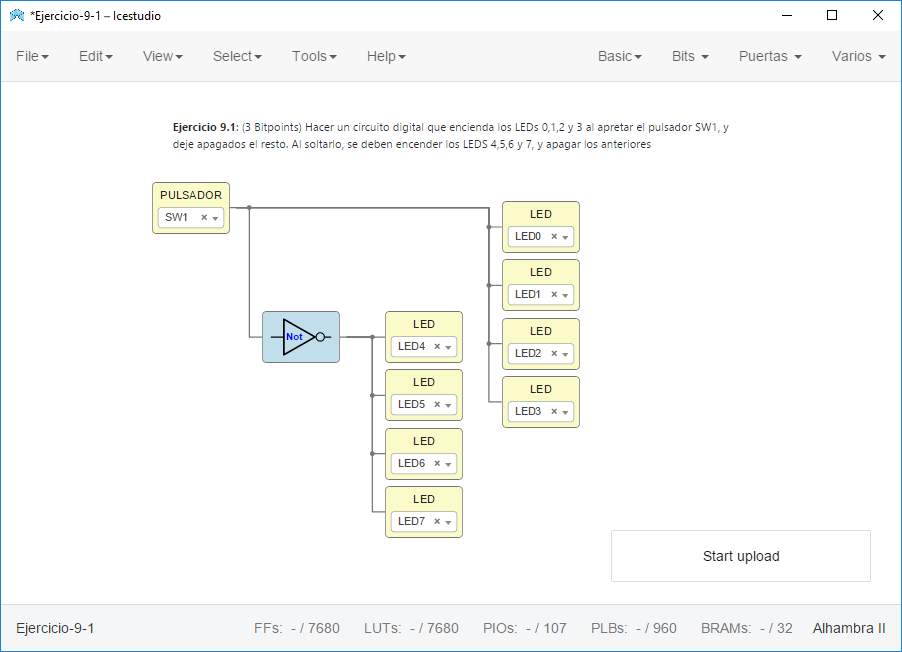 *Ejercicio-9-1 – Icestudio
File Edit View Select Tools Help Basic Bits Puertas Varios
Ejercicio 9.1: (3 Bitpoints) Hacer un circuito digital que encienda los LEDs 0,1,2 y 3 al apretar el pulsador SW1, y
deje apagados el resto. Al soltarlo, se deben encender los LEDS 4,5,6 y 7, y apagar los anteriores
PULSADOR
SW1
LED
LED0
LED
LED1
LED
LED2
LED
LED3
Not
LED
LED4
LED
LED5
LED
LED6
LED
LED7
Start upload
Ejercicio-9-1 FFs: - / 7680 LUTs: - / 7680 PIOs: - / 107 PLBs: - / 960 BRAMs: - / 32 Alhambra II